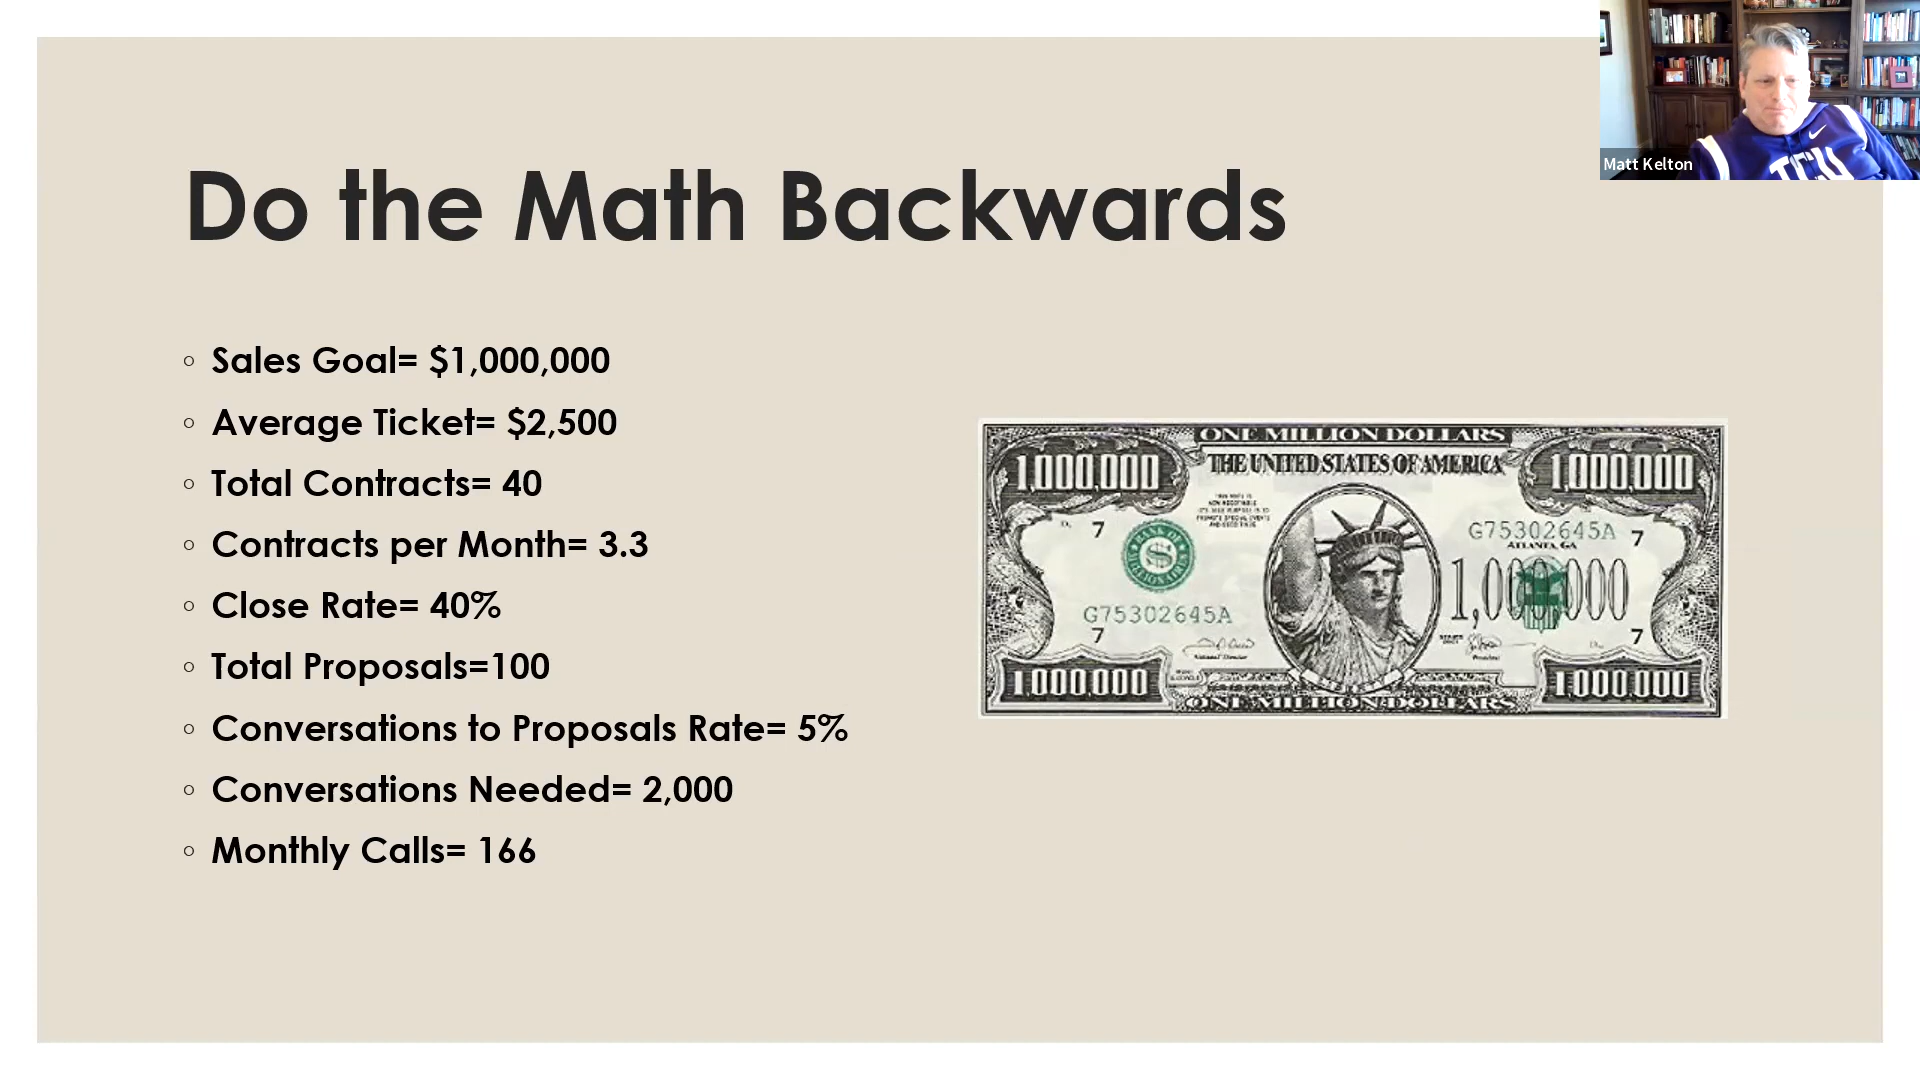 Matt Kelton
TCU
Do the Math Backwards
Sales Goal= $1,000,000
Average Ticket= $2,500
Total Contracts= 40
Contracts per Month= 3.3
Close Rate= 40%
Total Proposals=100
Conversations to Proposals Rate= 5%
Conversations Needed= 2,000
Monthly Calls= 166
ONE MILLION DOLLARS
1,000,000 THE UNITED STATES OF AMERICA 1,000,000
7 G75302645A 7
ATLANTA, GA
1,000,000
G75302645A
7 7
1,000,000 1,000,000
ONE MILLION DOLLARS